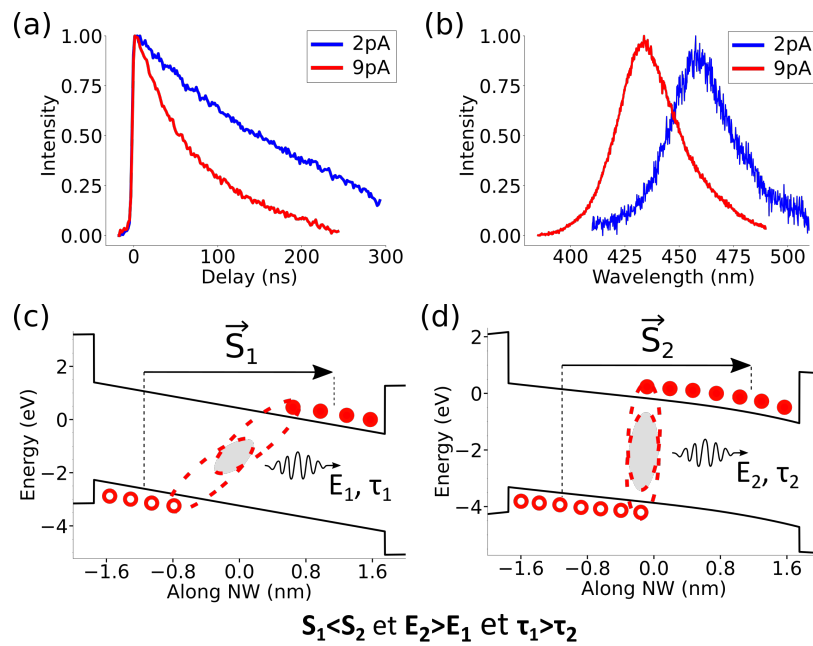 (a)
1.00
0.75
0.50
0.25
0.00
Intensity
0
100
200
300
Delay (ns)
2pA
9pA
(b)
1.00
0.75
0.50
0.25
0.00
Intensity
400
425
450
475
500
Wavelength (nm)
2pA
9pA
(c)
2
0
−2
−4
Energy (eV)
S₁
E₁, τ₁
−1.6
−0.8
0.0
0.8
1.6
Along NW (nm)
(d)
2
0
−2
−4
Energy (eV)
S₂
E₂, τ₂
−1.6
−0.8
0.0
0.8
1.6
Along NW (nm)
S₁<S₂ et E₂>E₁ et τ₁>τ₂